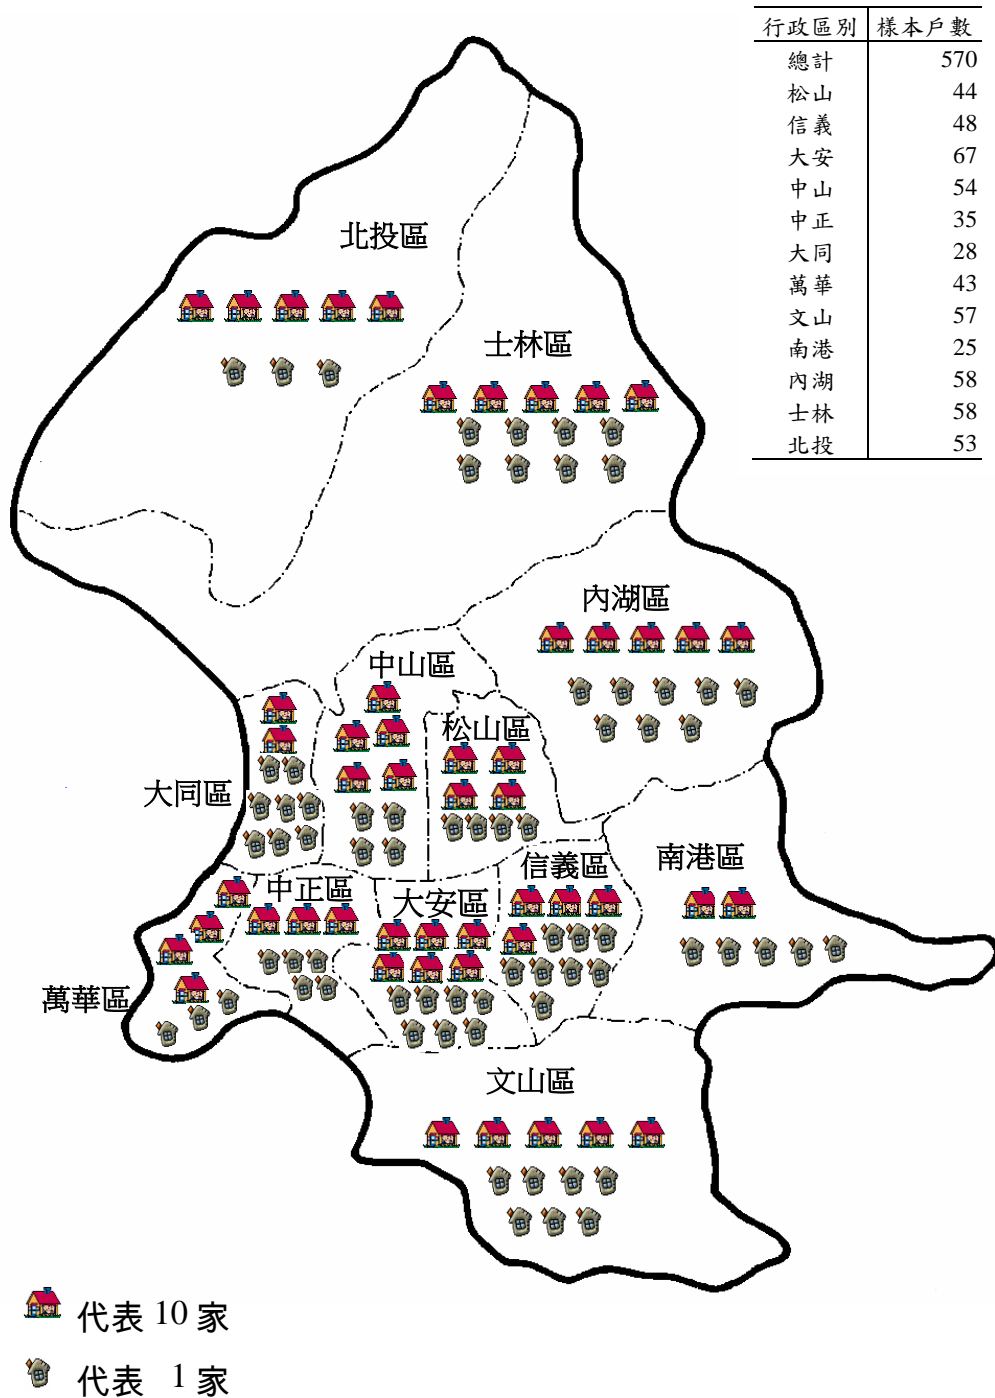 行政區別 樣本戶數
總計 570
松山 44
信義 48
大安 67
中山 54
中正 35
大同 28
萬華 43
文山 57
南港 25
內湖 58
士林 58
北投 53
北投區
士林區
內湖區
中山區
松山區
大同區
信義區
南港區
中正區
大安區
萬華區
文山區
代表 10 家
代表 1 家